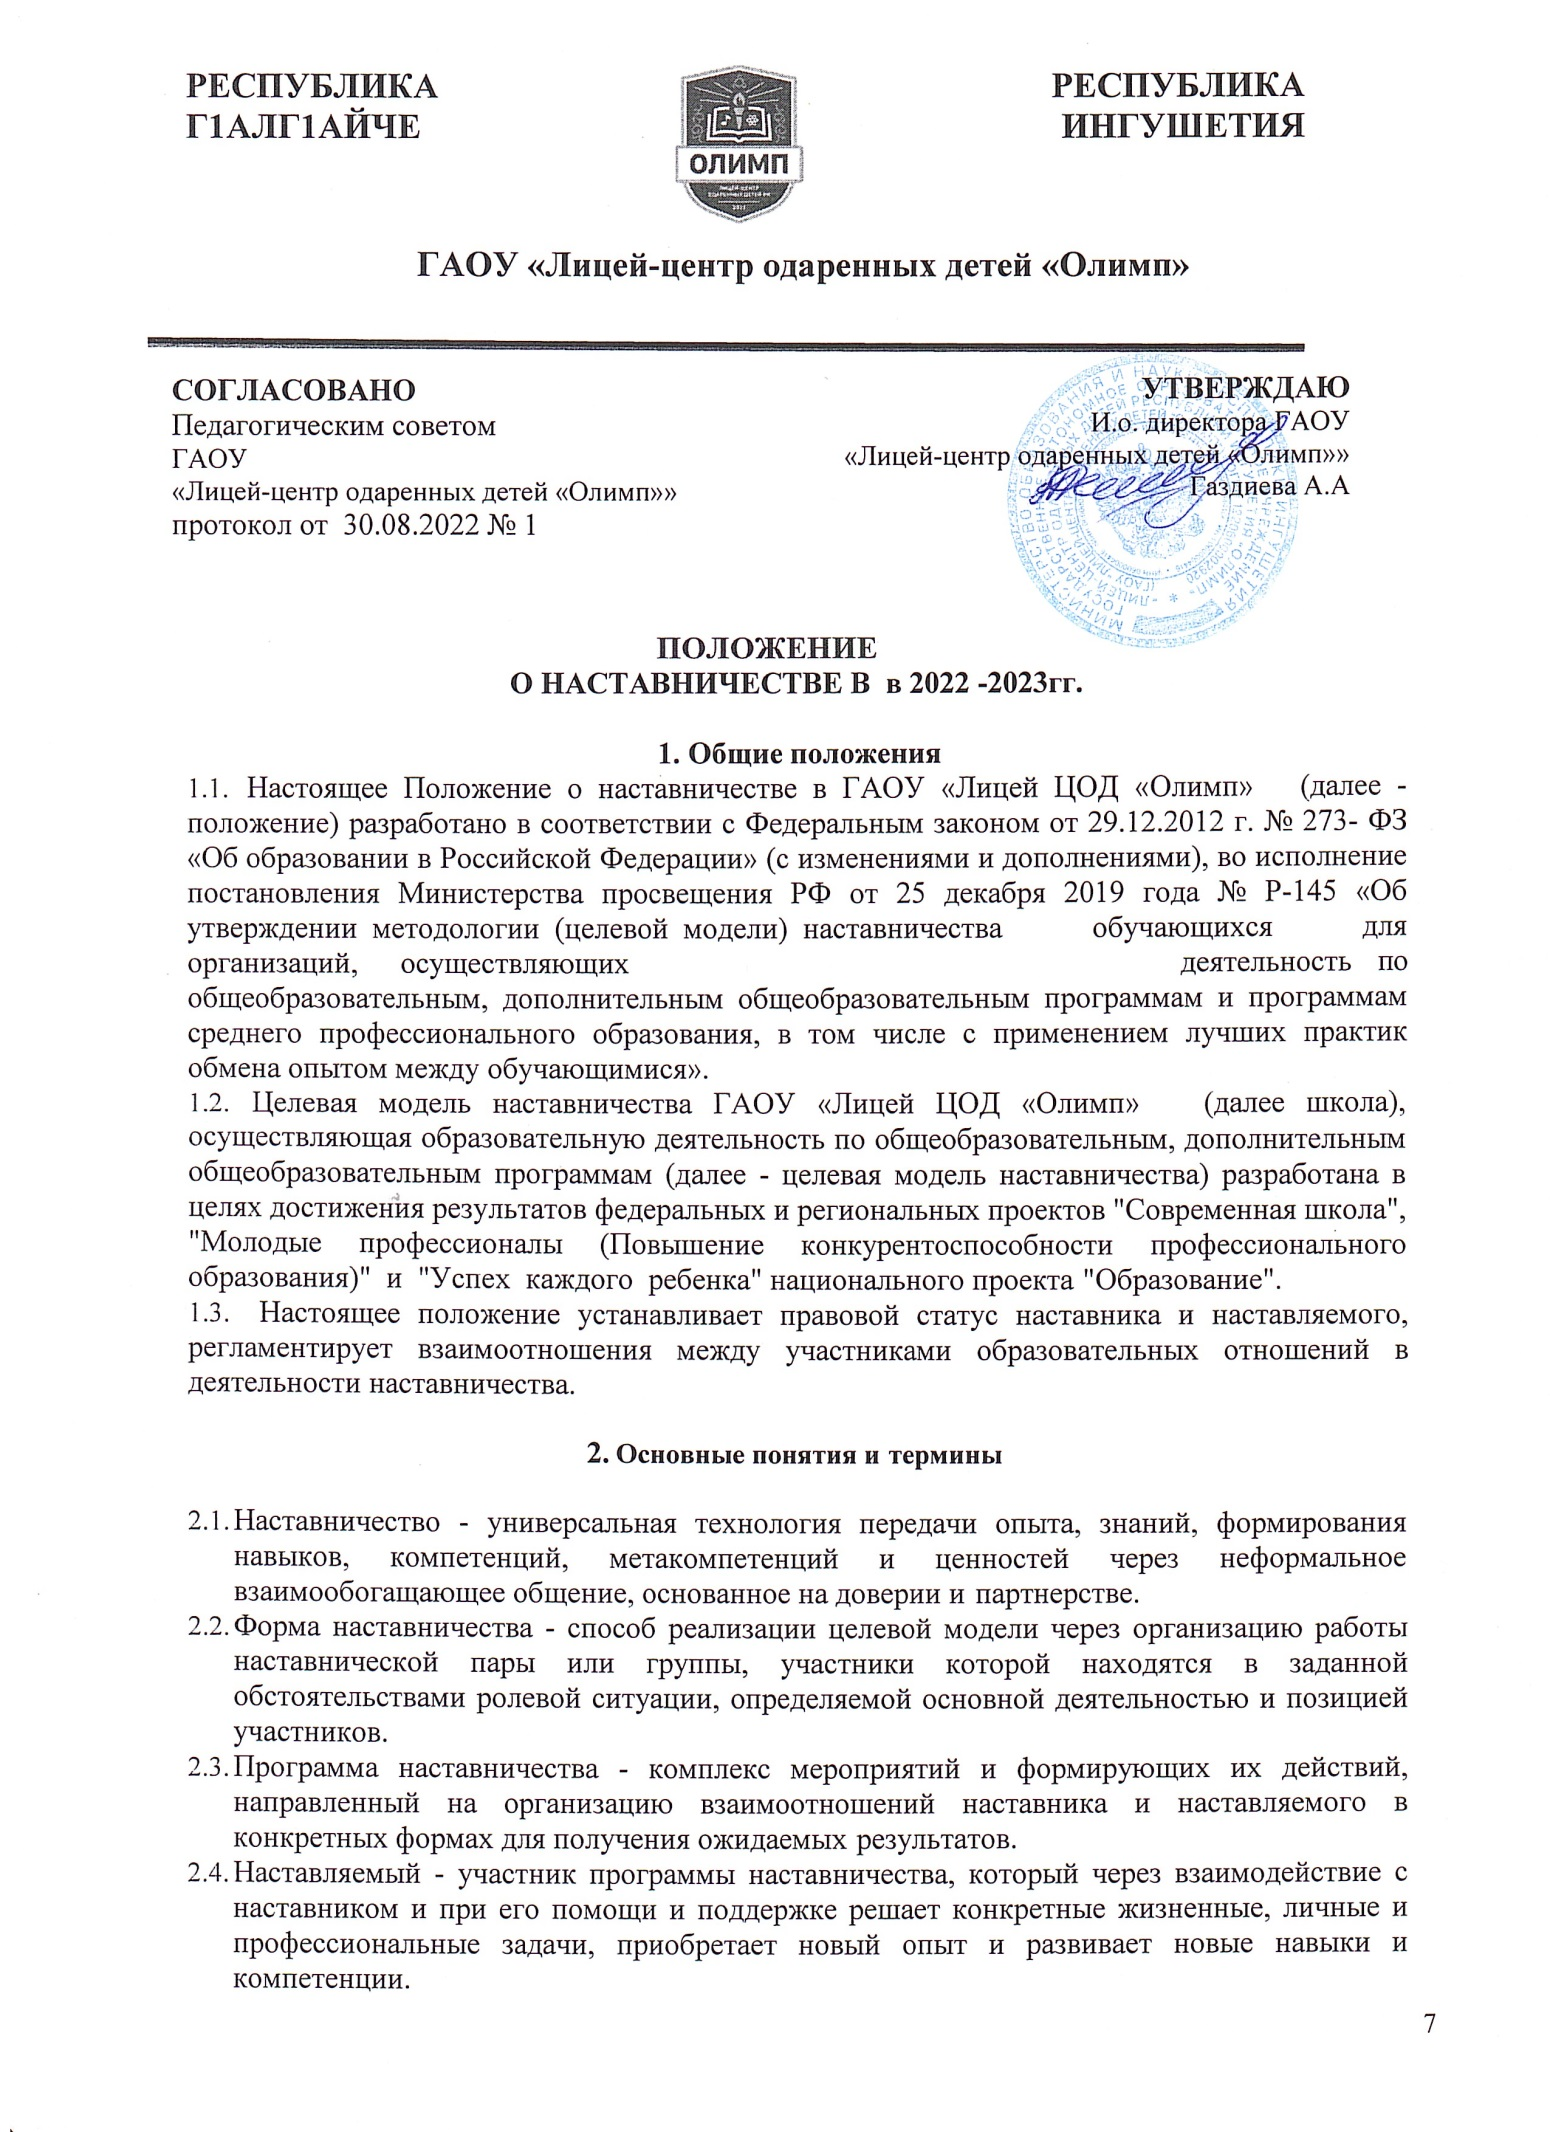 РЕСПУБЛИКА
Г1АЛГ1АЙЧЕ
РЕСПУБЛИКА
ИНГУШЕТИЯ
ОЛИМП
ЛИЦЕЙ-ЦЕНТР
ОДАРЕННЫХ ДЕТЕЙ РИ
2021
ГАОУ «Лицей-центр одаренных детей «Олимп»
СОГЛАСОВАНО
Педагогическим советом
ГАОУ
«Лицей-центр одаренных детей «Олимп»»
протокол от 30.08.2022 № 1
УТВЕРЖДАЮ
И.о. директора ГАОУ
«Лицей-центр одаренных детей «Олимп»»
Газдиева А.А
ПОЛОЖЕНИЕ
О НАСТАВНИЧЕСТВЕ В в 2022 -2023гг.
1. Общие положения
1.1. Настоящее Положение о наставничестве в ГАОУ «Лицей ЦОД «Олимп» (далее -
положение) разработано в соответствии с Федеральным законом от 29.12.2012 г. № 273- ФЗ
«Об образовании в Российской Федерации» (с изменениями и дополнениями), во исполнение
постановления Министерства просвещения РФ от 25 декабря 2019 года № Р-145 «Об
утверждении методологии (целевой модели) наставничества обучающихся для
организаций, осуществляющих деятельность по
общеобразовательным, дополнительным общеобразовательным программам и программам
среднего профессионального образования, в том числе с применением лучших практик
обмена опытом между обучающимися».
1.2. Целевая модель наставничества ГАОУ «Лицей ЦОД «Олимп» (далее школа),
осуществляющая образовательную деятельность по общеобразовательным, дополнительным
общеобразовательным программам (далее - целевая модель наставничества) разработана в
целях достижения результатов федеральных и региональных проектов "Современная школа",
"Молодые профессионалы (Повышение конкурентоспособности профессионального
образования)" и "Успех каждого ребенка" национального проекта "Образование".
1.3. Настоящее положение устанавливает правовой статус наставника и наставляемого,
регламентирует взаимоотношения между участниками образовательных отношений в
деятельности наставничества.
2. Основные понятия и термины
2.1. Наставничество - универсальная технология передачи опыта, знаний, формирования
навыков, компетенций, метакомпетенций и ценностей через неформальное
взаимообогащающее общение, основанное на доверии и партнерстве.
2.2. Форма наставничества - способ реализации целевой модели через организацию работы
наставнической пары или группы, участники которой находятся в заданной
обстоятельствами ролевой ситуации, определяемой основной деятельностью и позицией
участников.
2.3. Программа наставничества - комплекс мероприятий и формирующих их действий,
направленный на организацию взаимоотношений наставника и наставляемого в
конкретных формах для получения ожидаемых результатов.
2.4. Наставляемый - участник программы наставничества, который через взаимодействие с
наставником и при его помощи и поддержке решает конкретные жизненные, личные и
профессиональные задачи, приобретает новый опыт и развивает новые навыки и
компетенции.
7